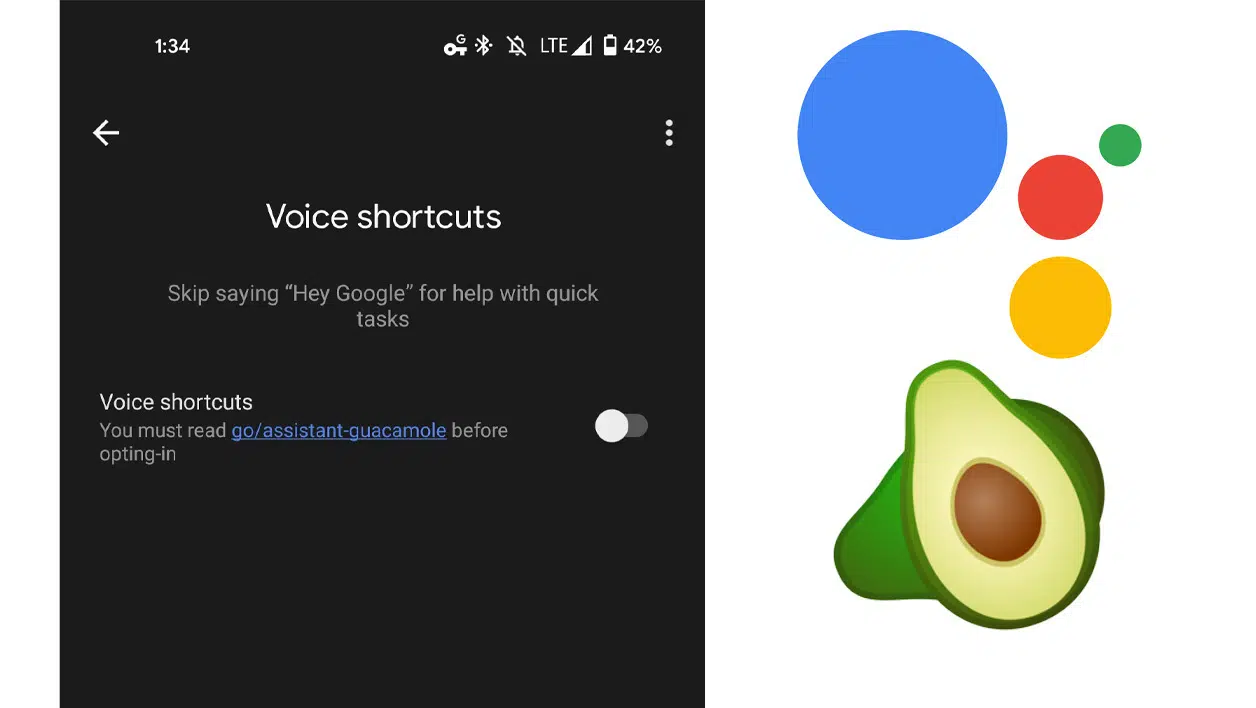 1:34 LTE 42%
Voice shortcuts
Skip saying “Hey Google” for help with quick
tasks
Voice shortcuts
You must read go/assistant-guacamole before
opting-in